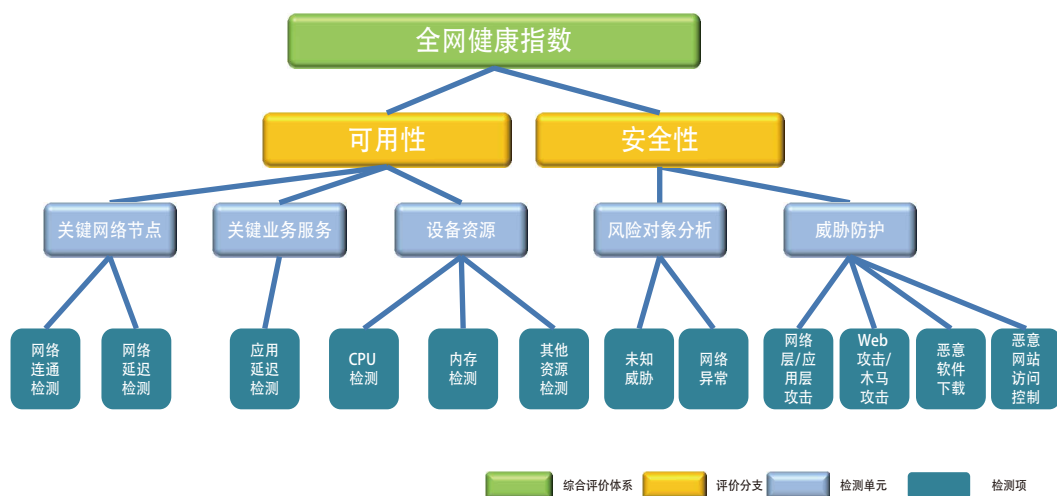 全网健康指数
可用性
安全性
关键网络节点
关键业务服务
设备资源
风险对象分析
威胁防护
网络
连通
检测
网络
延迟
检测
应用
延迟
检测
CPU
检测
内存
检测
其他
资源
检测
未知
威胁
网络
异常
网络
层/应
用层
攻击
Web
攻击/
木马
攻击
恶意
软件
下载
恶意
网站
访问
控制
综合评价体系
评价分支
检测单元
检测项